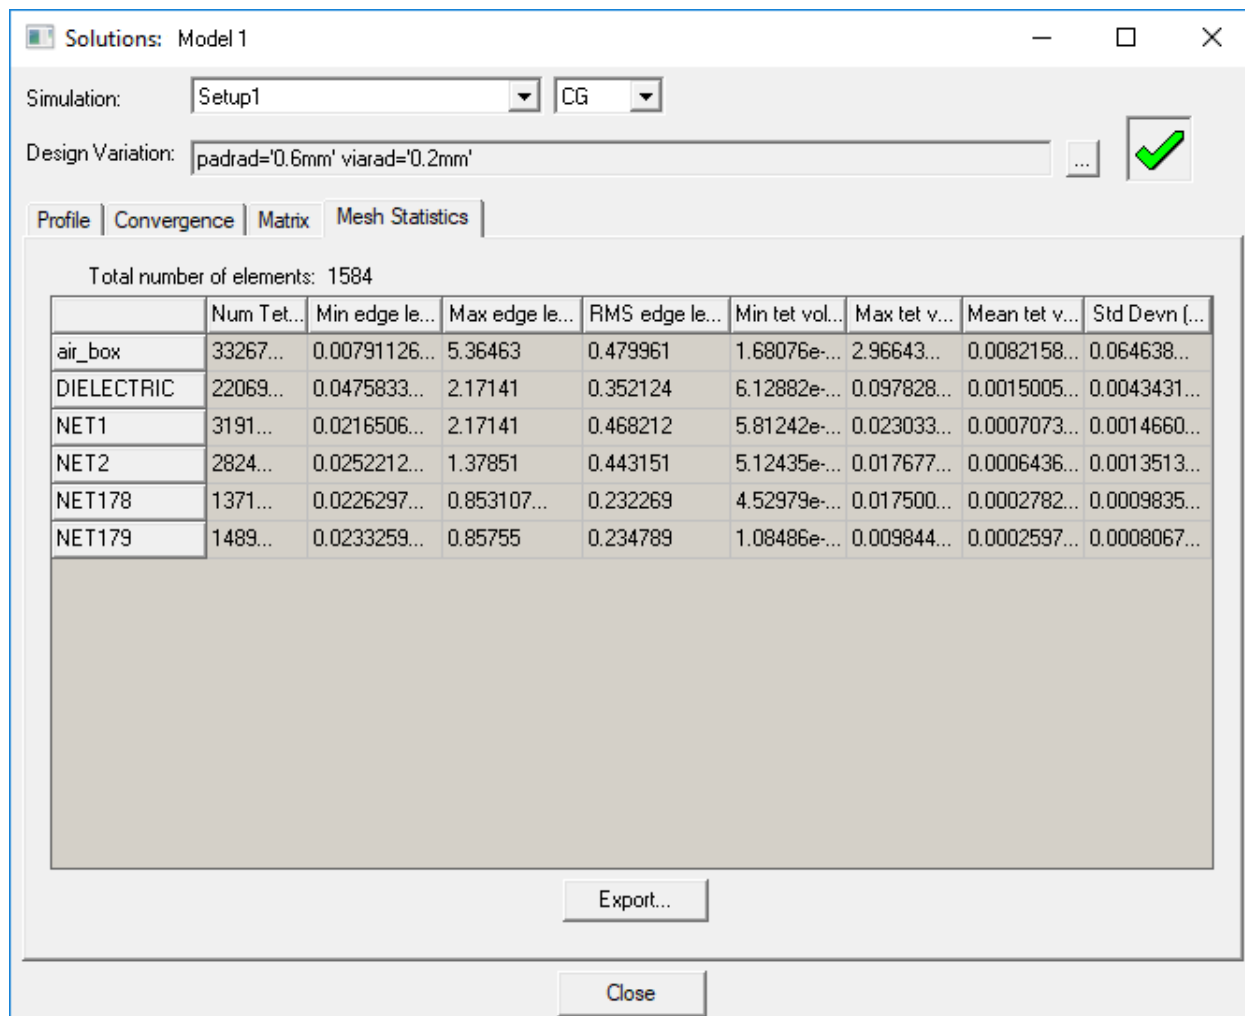 Solutions: Model 1
Simulation: Setup1 CG
Design Variation: padrad='0.6mm' viarad='0.2mm' ...
Profile Convergence Matrix Mesh Statistics
Total number of elements: 1584
Num Tet... Min edge le... Max edge le... RMS edge le... Min tet vol... Max tet v... Mean tet v... Std Devn (...
air_box 33267... 0.00791126... 5.36463 0.479961 1.68076e-... 2.96643... 0.0082158... 0.064638...
DIELECTRIC 22069... 0.0475833... 2.17141 0.352124 6.12882e-... 0.097828... 0.0015005... 0.0043431...
NET1 3191... 0.0216506... 2.17141 0.468212 5.81242e-... 0.023033... 0.0007073... 0.0014660...
NET2 2824... 0.0252212... 1.37851 0.443151 5.12435e-... 0.017677... 0.0006436... 0.0013513...
NET178 1371... 0.0226297... 0.853107... 0.232269 4.52979e-... 0.017500... 0.0002782... 0.0009835...
NET179 1489... 0.0233259... 0.85755 0.234789 1.08486e-... 0.009844... 0.0002597... 0.0008067...
Export...
Close